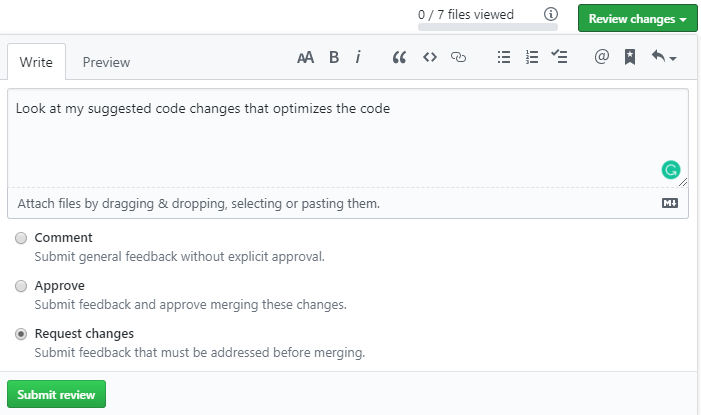 0 / 7 files viewed
Review changes
Write Preview AA B i @
Look at my suggested code changes that optimizes the code
Attach files by dragging & dropping, selecting or pasting them.
Comment
Submit general feedback without explicit approval.
Approve
Submit feedback and approve merging these changes.
Request changes
Submit feedback that must be addressed before merging.
Submit review